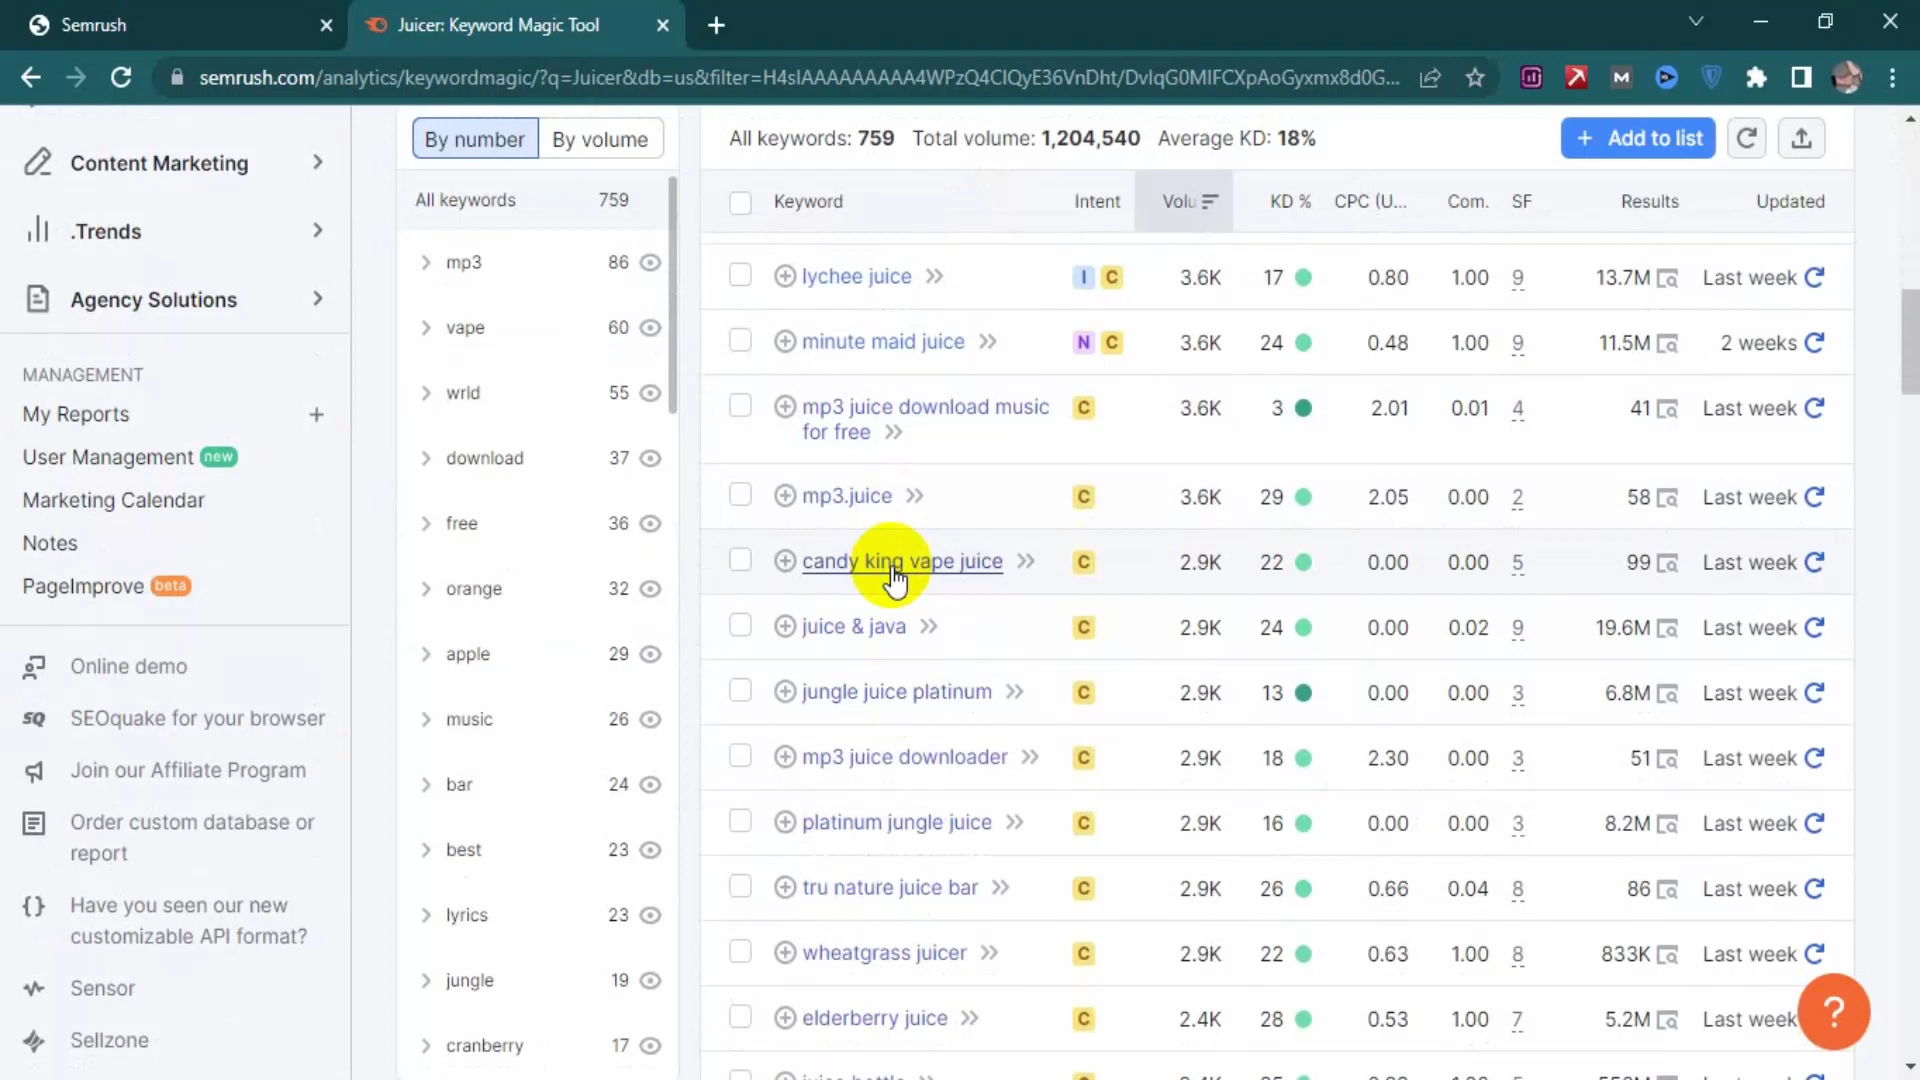 Semrush
Juicer: Keyword Magic Tool
semrush.com/analytics/keywordmagic/?q=Juicer&db=us&filter=H4sIAAAAAAAAA4WPzQ4CIQyE36VnDht/DvIqG0MIFCXpAoGyxmx8d0G...
Content Marketing
.Trends
Agency Solutions
MANAGEMENT
My Reports +
User Management new
Marketing Calendar
Notes
PageImprove beta
Online demo
SQ SEOquake for your browser
Join our Affiliate Program
Order custom database or
report
{} Have you seen our new
customizable API format?
Sensor
Sellzone
By number By volume
All keywords 759
mp3 86
vape 60
wrld 55
download 37
free 36
orange 32
apple 29
music 26
bar 24
best 23
lyrics 23
jungle 19
cranberry 17
All keywords: 759 Total volume: 1,204,540 Average KD: 18%
+ Add to list
Keyword Intent Volu KD % CPC (U... Com. SF Results Updated
lychee juice I C 3.6K 17 0.80 1.00 9 13.7M Last week
minute maid juice N C 3.6K 24 0.48 1.00 9 11.5M 2 weeks
mp3 juice download music C 3.6K 3 2.01 0.01 4 41 Last week
for free
mp3.juice C 3.6K 29 2.05 0.00 2 58 Last week
candy king vape juice C 2.9K 22 0.00 0.00 5 99 Last week
juice & java C 2.9K 24 0.00 0.02 9 19.6M Last week
jungle juice platinum C 2.9K 13 0.00 0.00 3 6.8M Last week
mp3 juice downloader C 2.9K 18 2.30 0.00 3 51 Last week
platinum jungle juice C 2.9K 16 0.00 0.00 3 8.2M Last week
tru nature juice bar C 2.9K 26 0.66 0.04 8 86 Last week
wheatgrass juicer C 2.9K 22 0.63 1.00 8 833K Last week
elderberry juice C 2.4K 28 0.53 1.00 7 5.2M Last week
?